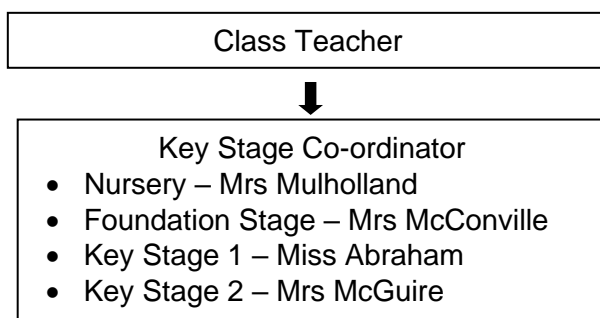 Class Teacher
Key Stage Co-ordinator
• Nursery – Mrs Mulholland
• Foundation Stage – Mrs McConville
• Key Stage 1 – Miss Abraham
• Key Stage 2 – Mrs McGuire